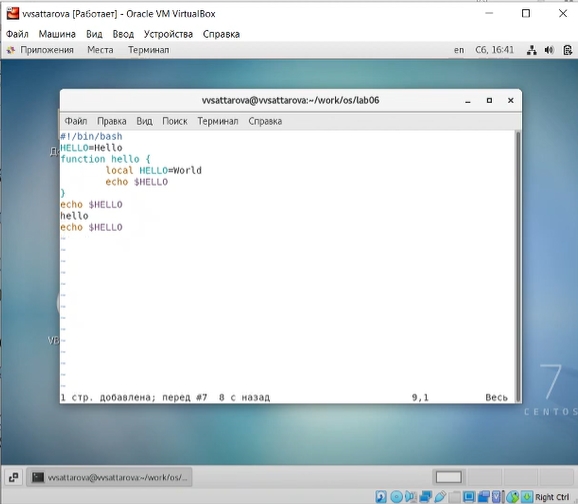 vvsattarova [Работает] - Oracle VM VirtualBox
Файл Машина Вид Ввод Устройства Справка
Приложения Места Терминал en Сб, 16:41
vvsattarova@vvsattarova:~/work/os/lab06
Файл Правка Вид Поиск Терминал Справка
#!/bin/bash
HELLO=Hello
function hello {
local HELLO=World
echo $HELLO
}
echo $HELLO
hello
echo $HELLO
~
~
~
~
~
~
~
~
~
~
~
~
~
~
1 стр. добавлена; перед #7 8 с назад 9,1 Весь
7
CENTOS
vvsattarova@vvsattarova:~/work/os/...
Right Ctrl